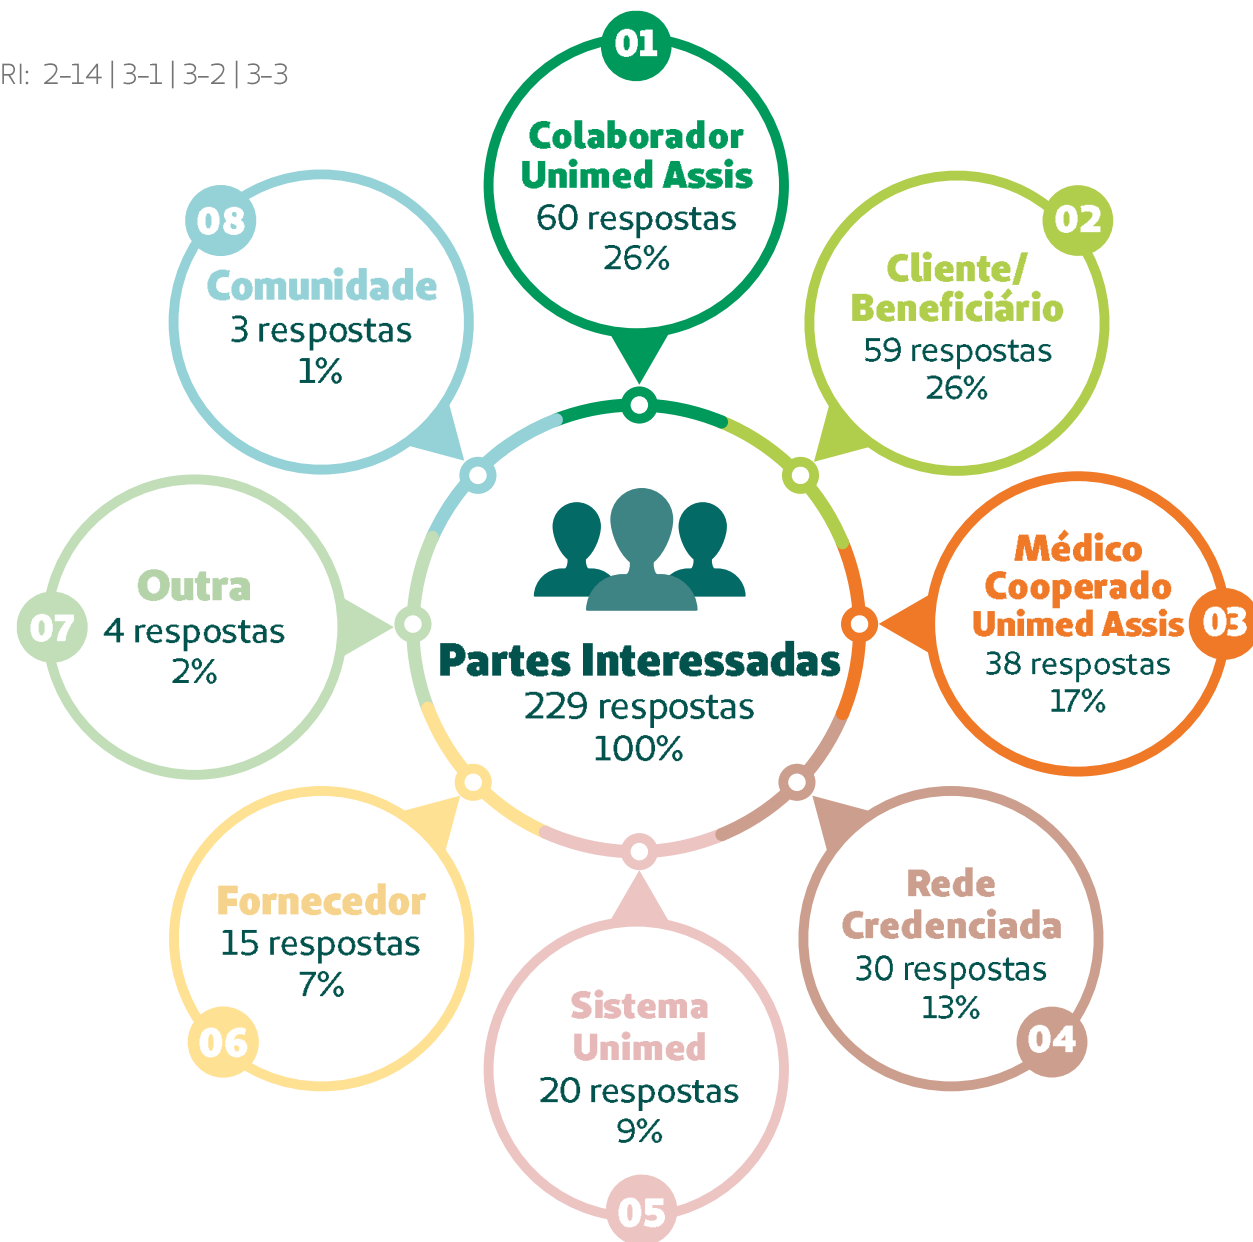 RI: 2-14 | 3-1 | 3-2 | 3-3
01
Colaborador
Unimed Assis
60 respostas
26%
02
Cliente/
Beneficiário
59 respostas
26%
03
Médico
Cooperado
Unimed Assis
38 respostas
17%
04
Rede
Credenciada
30 respostas
13%
05
Sistema
Unimed
20 respostas
9%
06
Fornecedor
15 respostas
7%
07
Outra
4 respostas
2%
08
Comunidade
3 respostas
1%
Partes Interessadas
229 respostas
100%